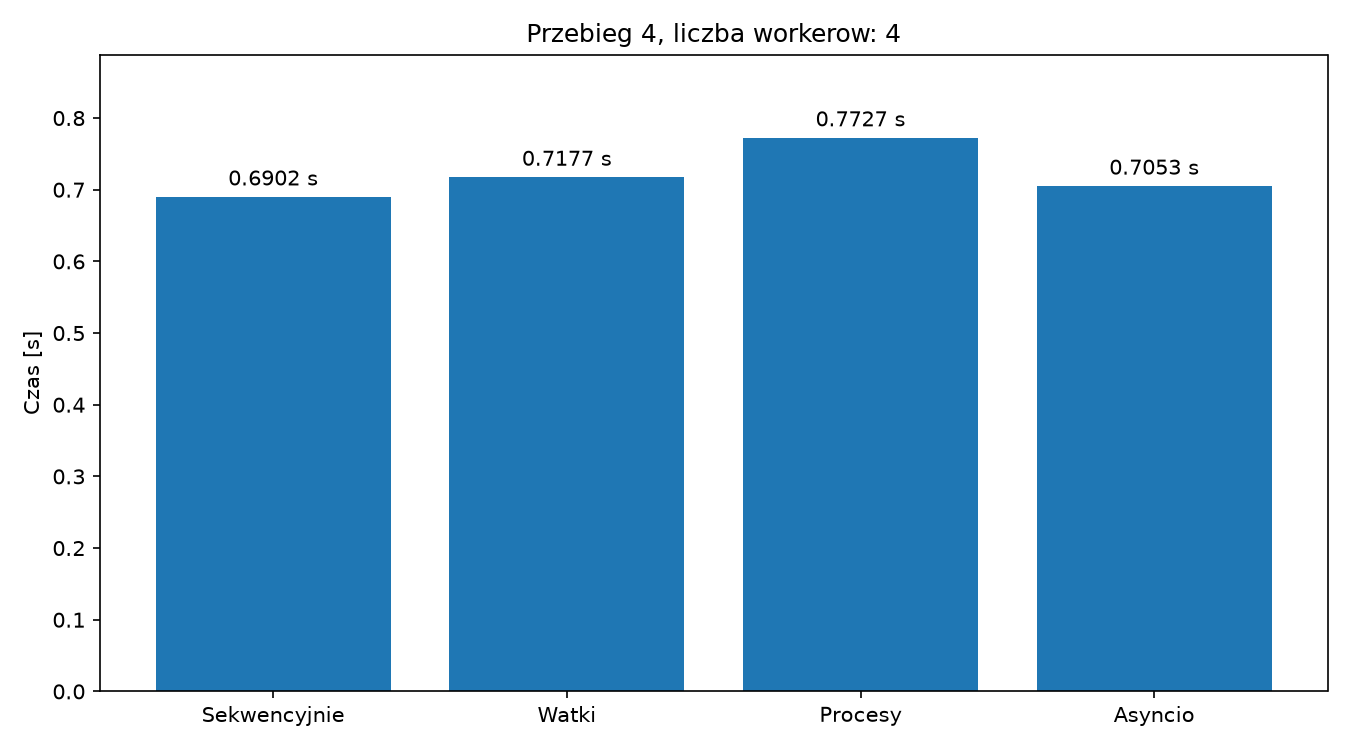 Przebieg 4, liczba workerow: 4
Czas [s]
0.8
0.7
0.6
0.5
0.4
0.3
0.2
0.1
0.0
0.6902 s
0.7177 s
0.7727 s
0.7053 s
Sekwencyjnie
Watki
Procesy
Asyncio